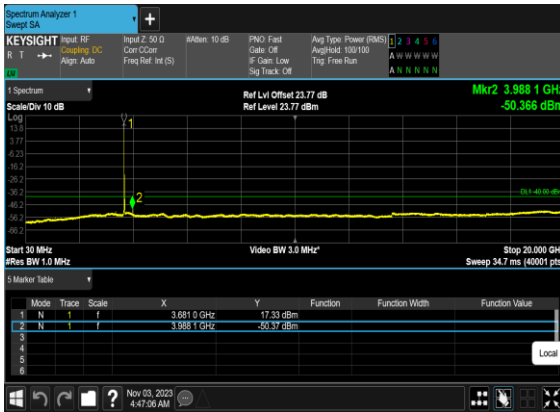 Spectrum Analyzer 1
Swept SA
KEYSIGHT Input: RF Input Z: 50 Ω #Atten: 10 dB PNO: Fast Avg Type: Power (RMS) 1 2 3 4 5 6
R T Coupling: DC Corr CCorr Gate: Off Avg|Hold: 100/100 A W W W W W
Align: Auto Freq Ref: Int (S) IF Gain: Low Trig: Free Run
LW Sig Track: Off A N N N N N
1 Spectrum Ref Lvl Offset 23.77 dB Mkr2 3.988 1 GHz
Scale/Div 10 dB Ref Level 23.77 dBm -50.366 dBm
Log
13.8
3.77
-6.23
-16.2
-26.2
-36.2
-46.2
-56.2
-66.2
1
2
DL1 -40.00 dBm
Start 30 MHz Video BW 3.0 MHz* Stop 20.000 GHz
#Res BW 1.0 MHz Sweep 34.7 ms (40001 pts)
5 Marker Table
Mode Trace Scale X Y Function Function Width Function Value
1 N 1 f 3.681 0 GHz 17.33 dBm
2 N 1 f 3.988 1 GHz -50.37 dBm
3
4
5
6
Local
? Nov 03, 2023
4:47:06 AM